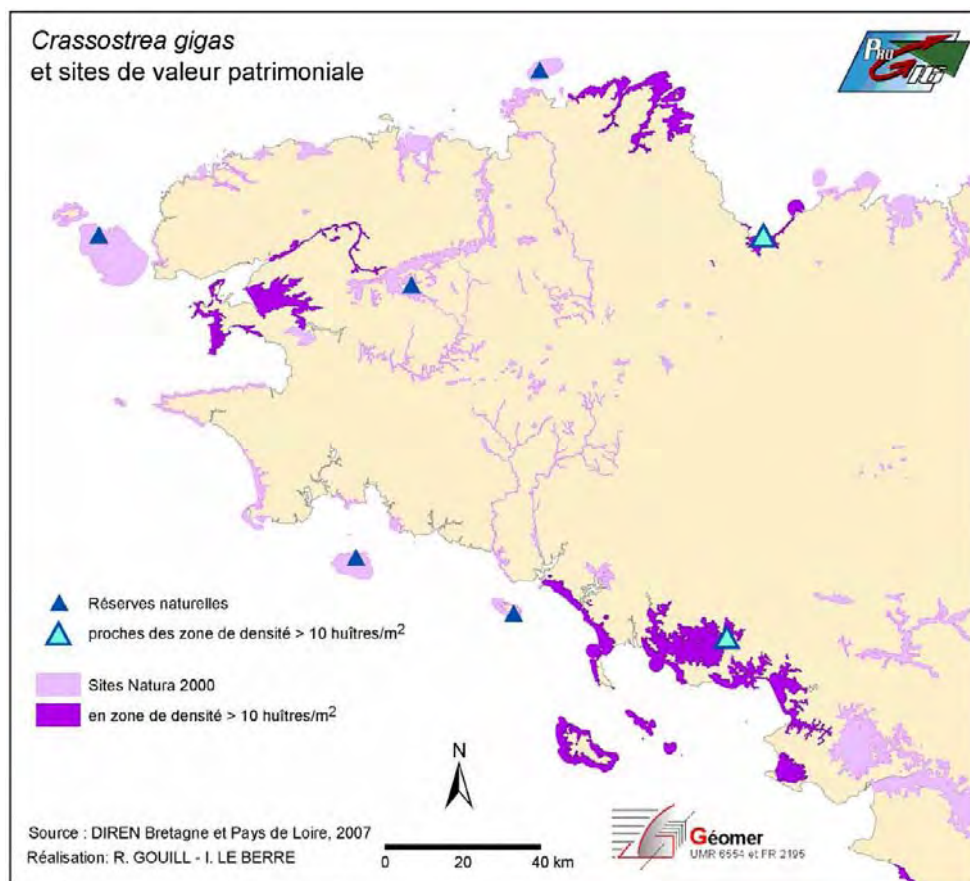 Crassostrea gigas
et sites de valeur patrimoniale
PRO
GIG
Réserves naturelles
proches des zone de densité > 10 huîtres/m²
Sites Natura 2000
en zone de densité > 10 huîtres/m²
N
Source : DIREN Bretagne et Pays de Loire, 2007
Réalisation: R. GOUILL - I. LE BERRE
0 20 40 km
Géomer
UMR 6554 et FR 2195